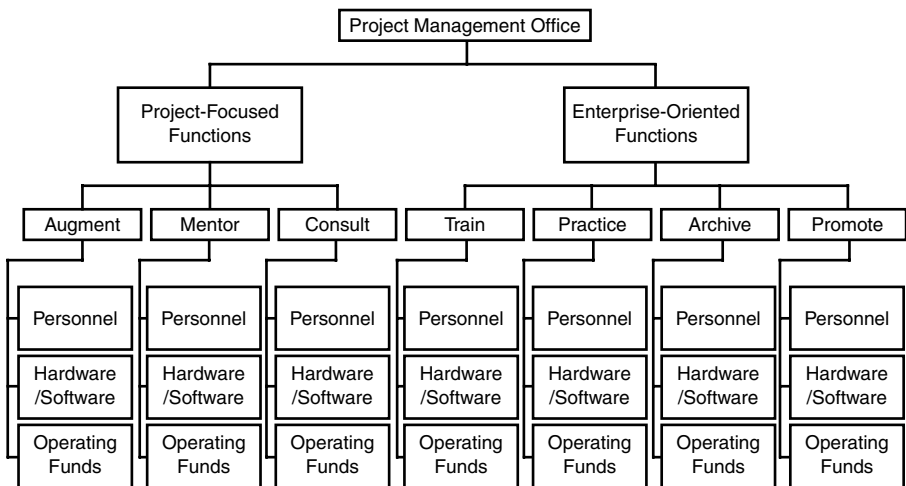 Project Management Office
Project-Focused
Functions
Enterprise-Oriented
Functions
Augment
Mentor
Consult
Train
Practice
Archive
Promote
Personnel
Personnel
Personnel
Personnel
Personnel
Personnel
Personnel
Hardware
/Software
Hardware
/Software
Hardware
/Software
Hardware
/Software
Hardware
/Software
Hardware
/Software
Hardware
/Software
Operating
Funds
Operating
Funds
Operating
Funds
Operating
Funds
Operating
Funds
Operating
Funds
Operating
Funds